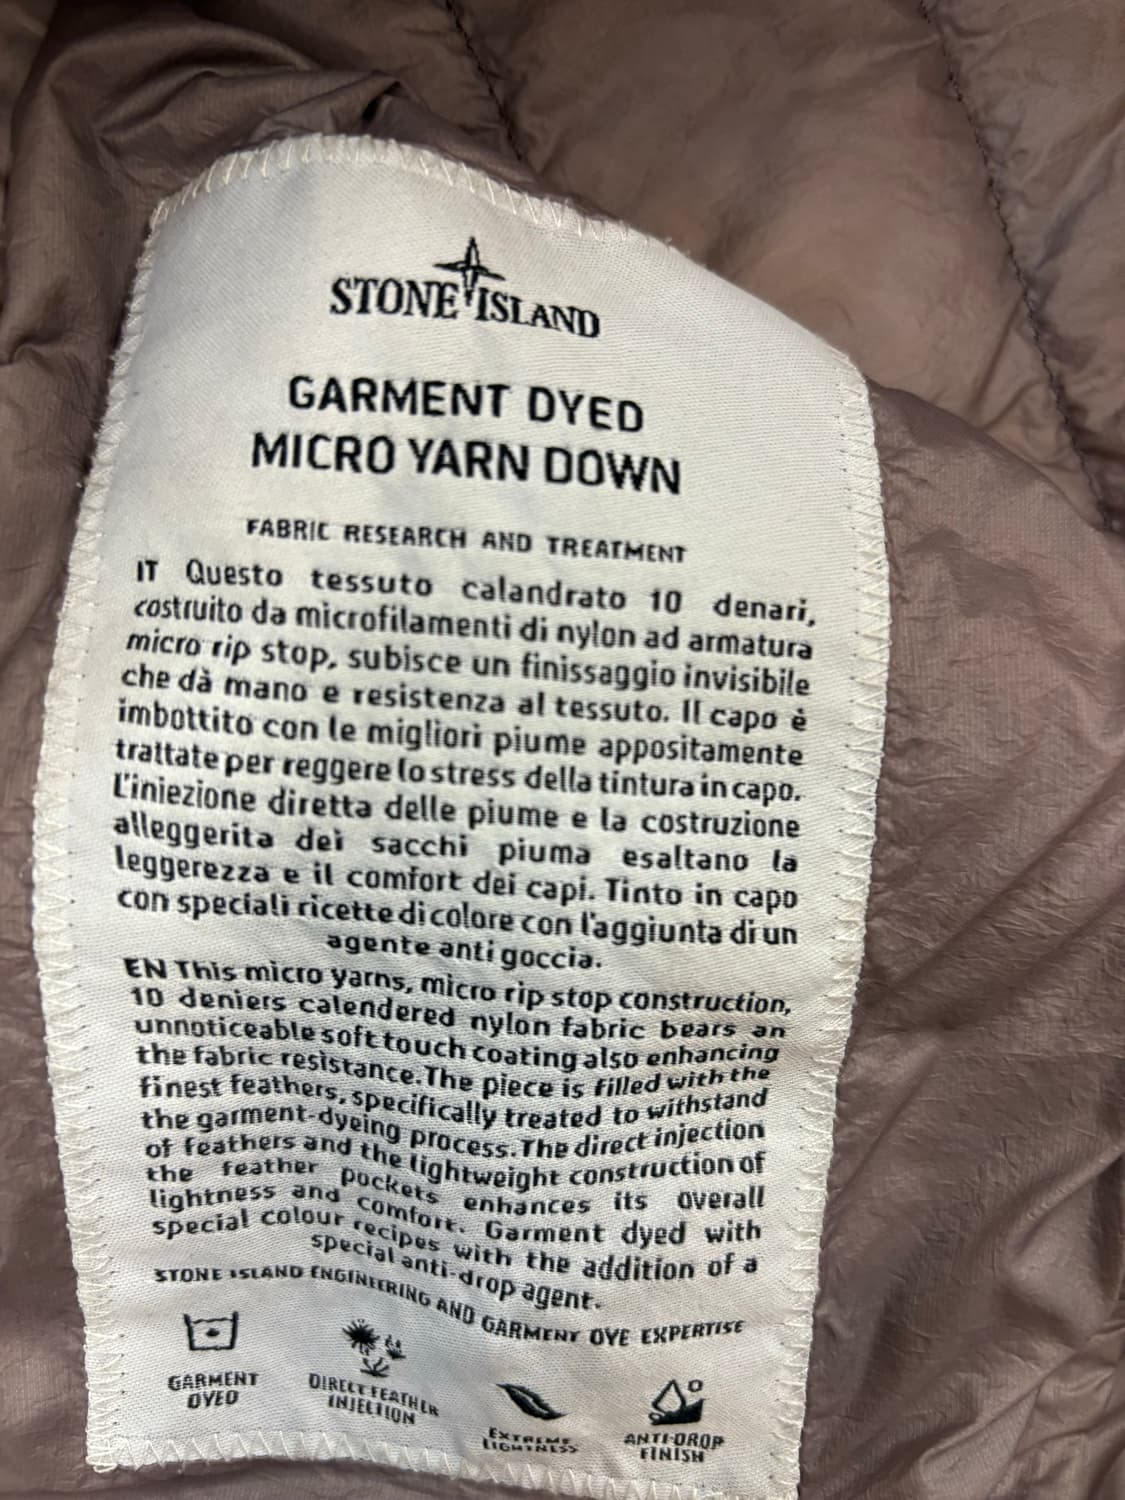 STONE ISLAND
GARMENT DYED
MICRO YARN DOWN
FABRIC RESEARCH AND TREATMENT
IT Questo tessuto calandrato 10 denari,
costruito da microfilamenti di nylon ad armatura
micro rip stop, subisce un finissaggio invisibile
che dà mano e resistenza al tessuto. Il capo è
imbottito con le migliori piume appositamente
trattate per reggere lo stress della tintura in capo.
L'iniezione diretta delle piume e la costruzione
alleggerita dei sacchi piuma esaltano la
leggerezza e il comfort dei capi. Tinto in capo
con speciali ricette di colore con l'aggiunta di un
agente anti goccia.
EN This micro yarns, micro rip stop construction,
10 deniers calendered nylon fabric bears an
unnoticeable soft touch coating also enhancing
the fabric resistance. The piece is filled with the
finest feathers, specifically treated to withstand
the garment-dyeing process. The direct injection
of feathers and the lightweight construction of
the feather pockets enhances its overall
lightness and comfort. Garment dyed with
special colour recipes with the addition of a
special anti-drop agent.
STONE ISLAND ENGINEERING AND GARMENT DYE EXPERTISE
GARMENT
DYED
DIRECT FEATHER
INJECTION
EXTREME
LIGHTNESS
ANTI-DROP
FINISH